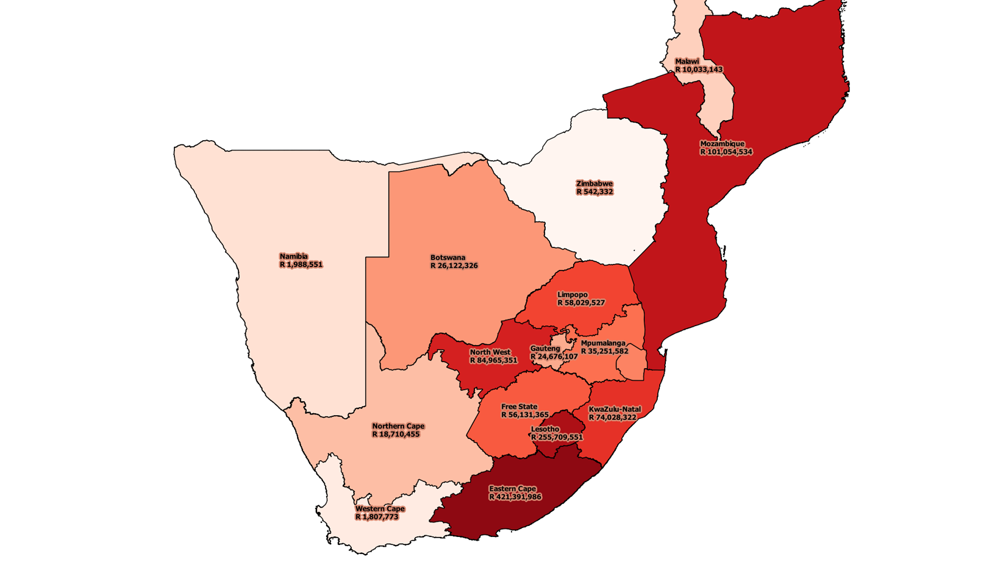 Malawi
R 10,033,143
Mozambique
R 101,054,534
Zimbabwe
R 542,332
Namibia
R 1,988,551
Botswana
R 26,122,326
Limpopo
R 58,029,527
Mpumalanga
R 35,251,582
Gauteng
R 24,676,107
North West
R 84,965,351
Free State
R 56,131,365
KwaZulu-Natal
R 74,028,322
Lesotho
R 255,709,551
Northern Cape
R 18,710,455
Eastern Cape
R 421,391,986
Western Cape
R 1,807,773